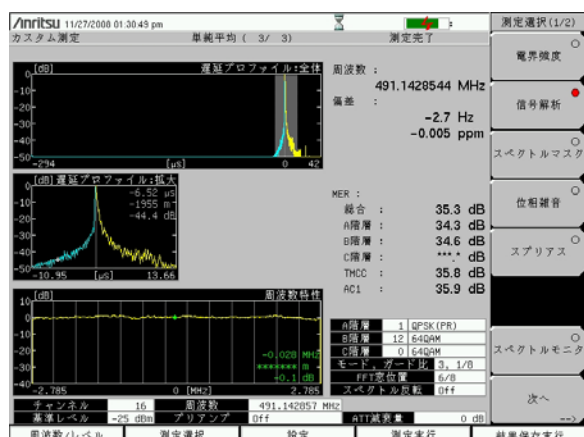 Anritsu 11/27/2008 01:30:49 pm
測定選択(1/2)
カスタム測定 単純平均( 3/ 3) 測定完了
電界強度
信号解析
スペクトルマスク
位相雑音
スプリアス
スペクトルモニタ
次へ
-->
[dB] 遅延プロファイル:全体
0
-10
-20
-30
-40
-50
-294 [μs] 0 42
周波数 :
491.1428544 MHz
偏差 :
-2.7 Hz
-0.005 ppm
[dB] 遅延プロファイル:拡大
0
-10
-20
-30
-40
-50
-6.52 μs
-1955 m
-44.4 dB
-10.95 [μs] 13.66
MER :
総合 : 35.3 dB
A階層 : 34.3 dB
B階層 : 34.6 dB
C階層 : ***.* dB
TMCC : 35.8 dB
AC1 : 35.9 dB
[dB] 周波数特性
10
0
-10
-20
-30
-40
-0.028 MHz
******* m
-0.1 dB
-2.785 0 [MHz] 2.785
A階層 1 QPSK(PR)
B階層 12 64QAM
C階層 0 64QAM
モード、ガード比 3, 1/8
FFT窓位置 6/8
スペクトル反転 Off
チャンネル 16 周波数 491.142857 MHz
基準レベル -25 dBm プリアンプ Off ATT減衰量 0 dB
周波数/レベル 測定選択 設定 測定実行 結果保存実行